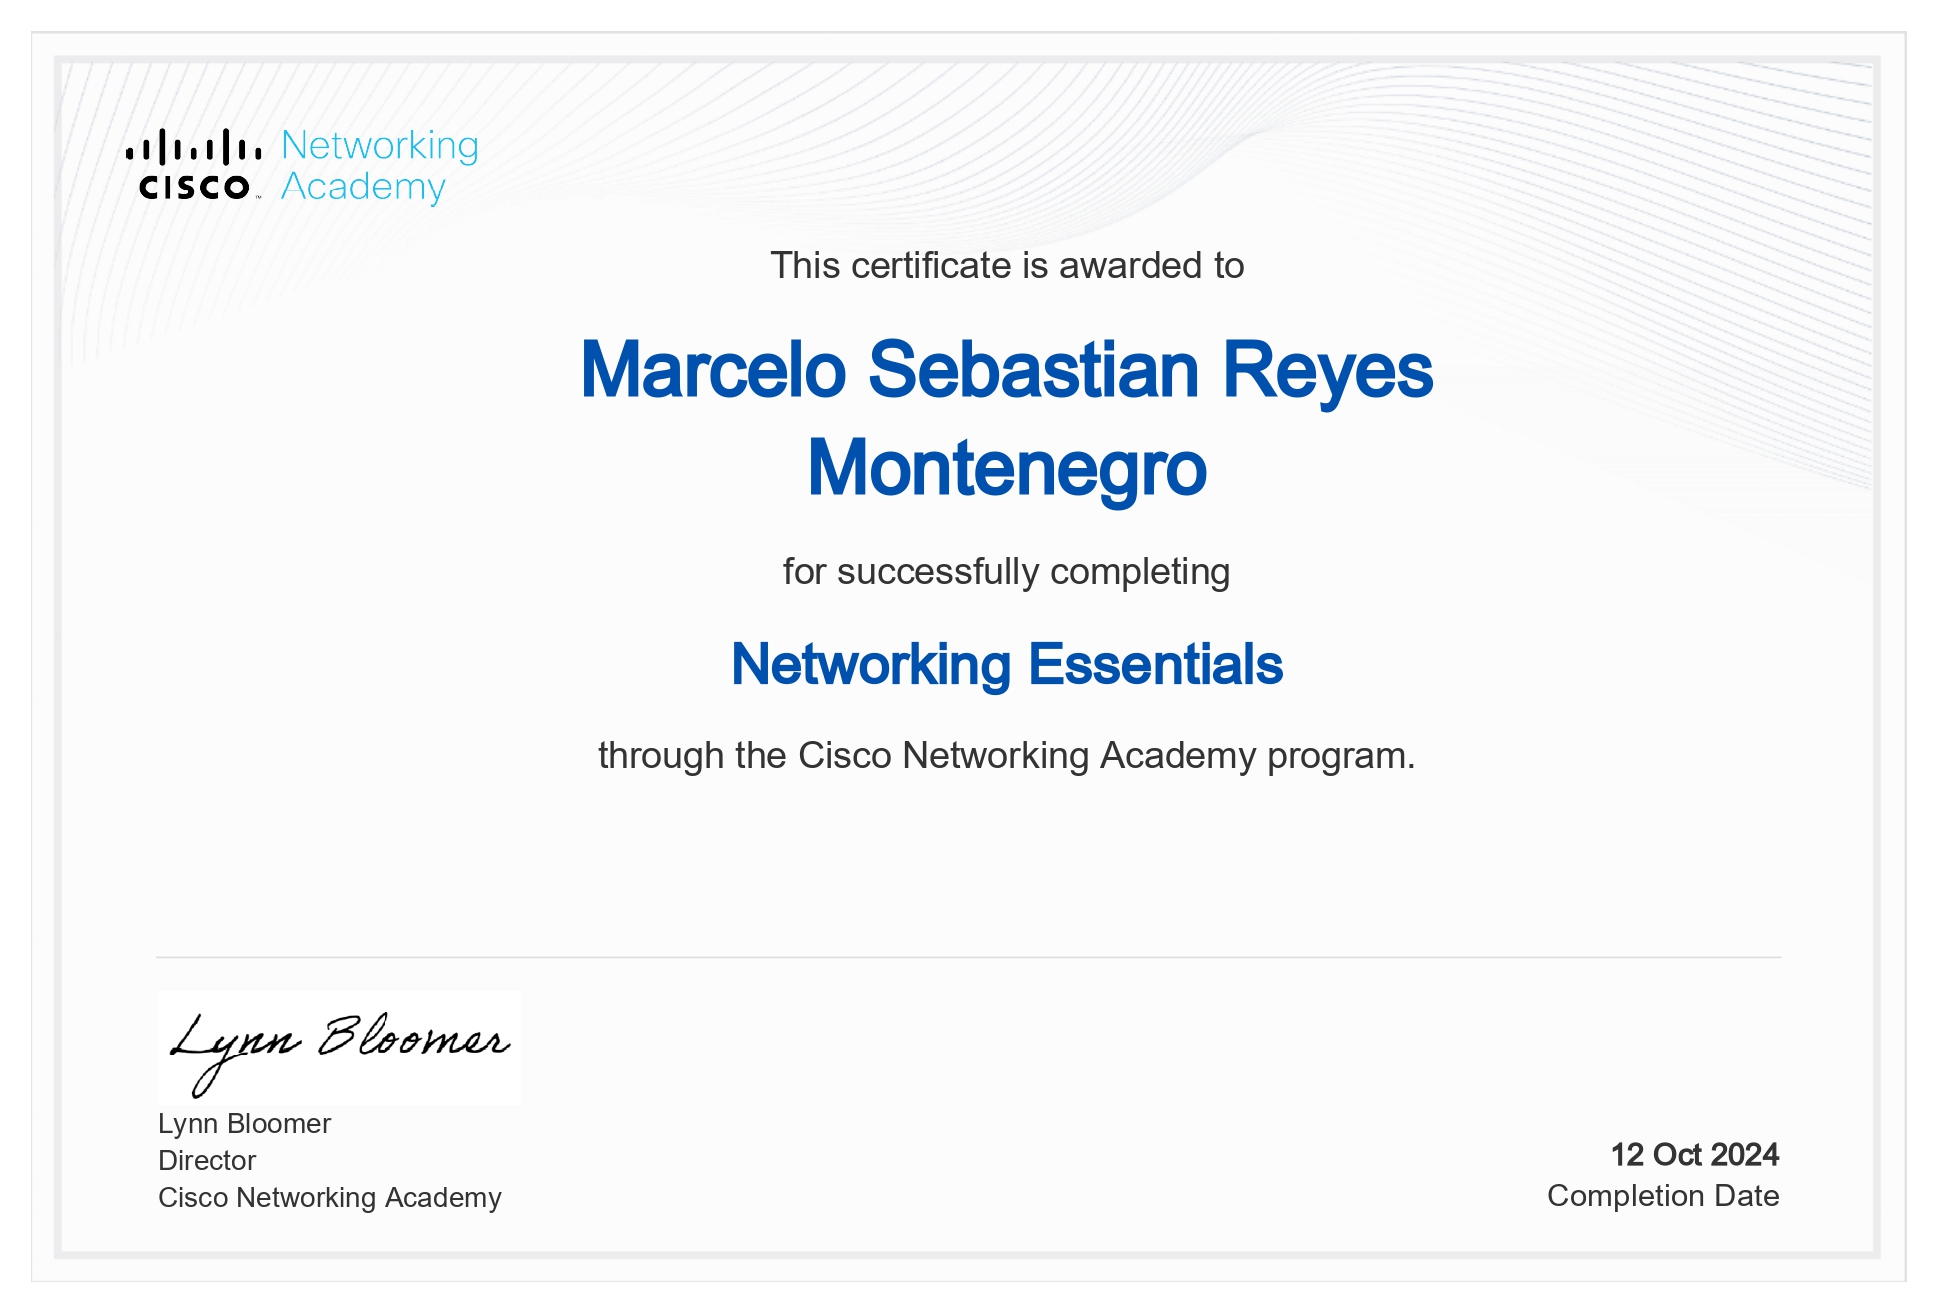 Networking
CISCO™ Academy
This certificate is awarded to
Marcelo Sebastian Reyes
Montenegro
for successfully completing
Networking Essentials
through the Cisco Networking Academy program.
Lynn Bloomer
Lynn Bloomer
Director
Cisco Networking Academy
12 Oct 2024
Completion Date